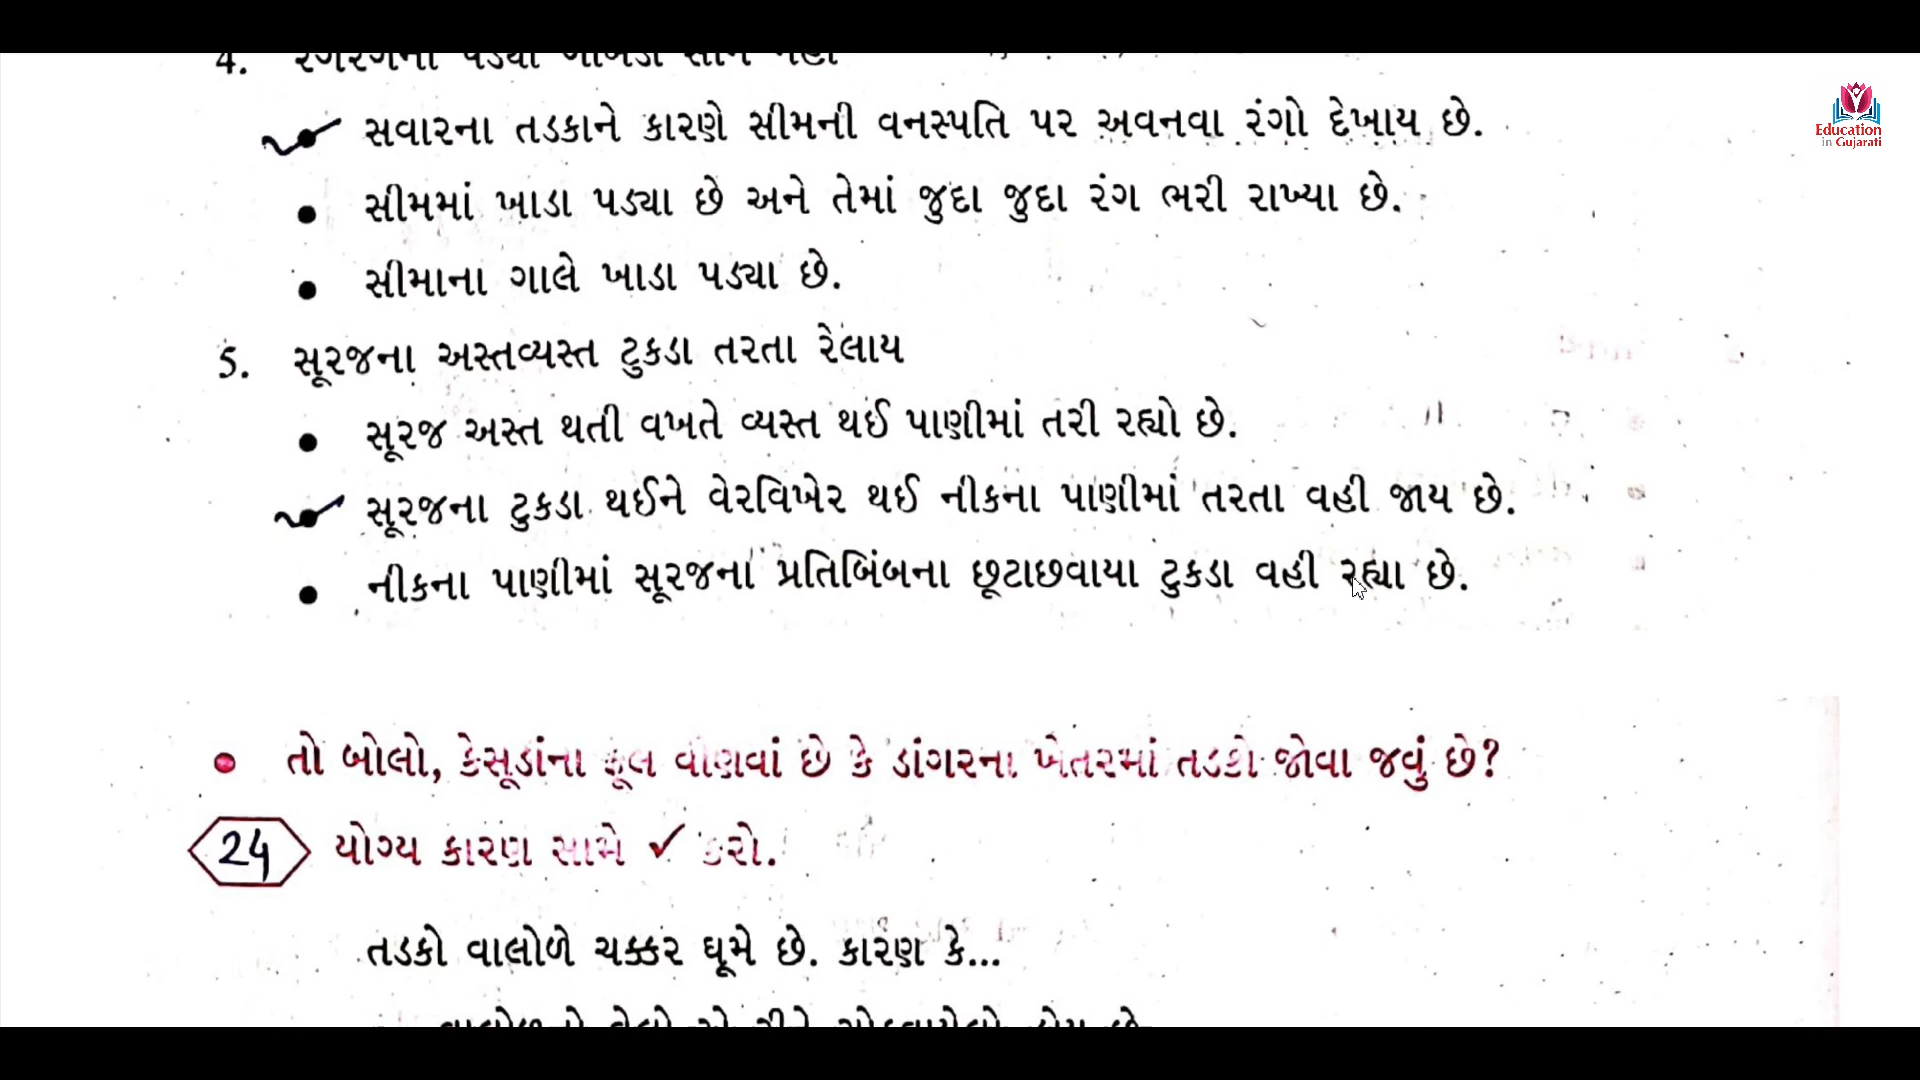 4.
સવારના તડકાને કારણે સીમની વનસ્પતિ પર અવનવા રંગો દેખાય છે.
Education
in Gujarati
• સીમમાં ખાડા પડ્યા છે અને તેમાં જુદા જુદા રંગ ભરી રાખ્યા છે.
• સીમાના ગાલે ખાડા પડ્યા છે.
5. સૂરજના અસ્તવ્યસ્ત ટુકડા તરતા રેલાય
• સૂરજ અસ્ત થતી વખતે વ્યસ્ત થઈ પાણીમાં તરી રહ્યો છે.
સૂરજના ટુકડા થઈને વેરવિખેર થઈ નીકના પાણીમાં તરતા વહી જાય છે.
• નીકના પાણીમાં સૂરજના પ્રતિબિંબના છૂટાછવાયા ટુકડા વહી રહ્યા છે.
• તો બોલો, કેસૂડાંના ફૂલ વીણવાં છે કે ડાંગરના ખેતરમાં તડકો જોવા જવું છે?
24 યોગ્ય કારણ સામે ✓ કરો.
તડકો વાલોળે ચક્કર ઘૂમે છે. કારણ કે...